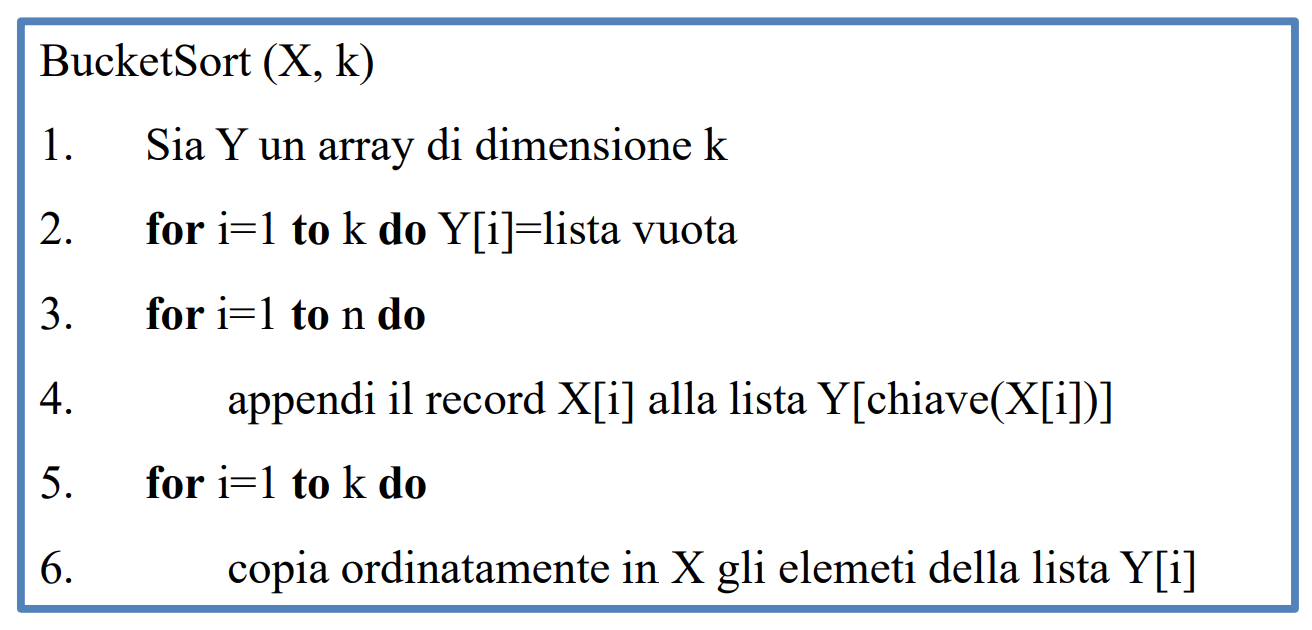 BucketSort (X, k)
1. Sia Y un array di dimensione k
2. for i=1 to k do Y[i]=lista vuota
3. for i=1 to n do
4. appendi il record X[i] alla lista Y[chiave(X[i])]
5. for i=1 to k do
6. copia ordinatamente in X gli elemeti della lista Y[i]